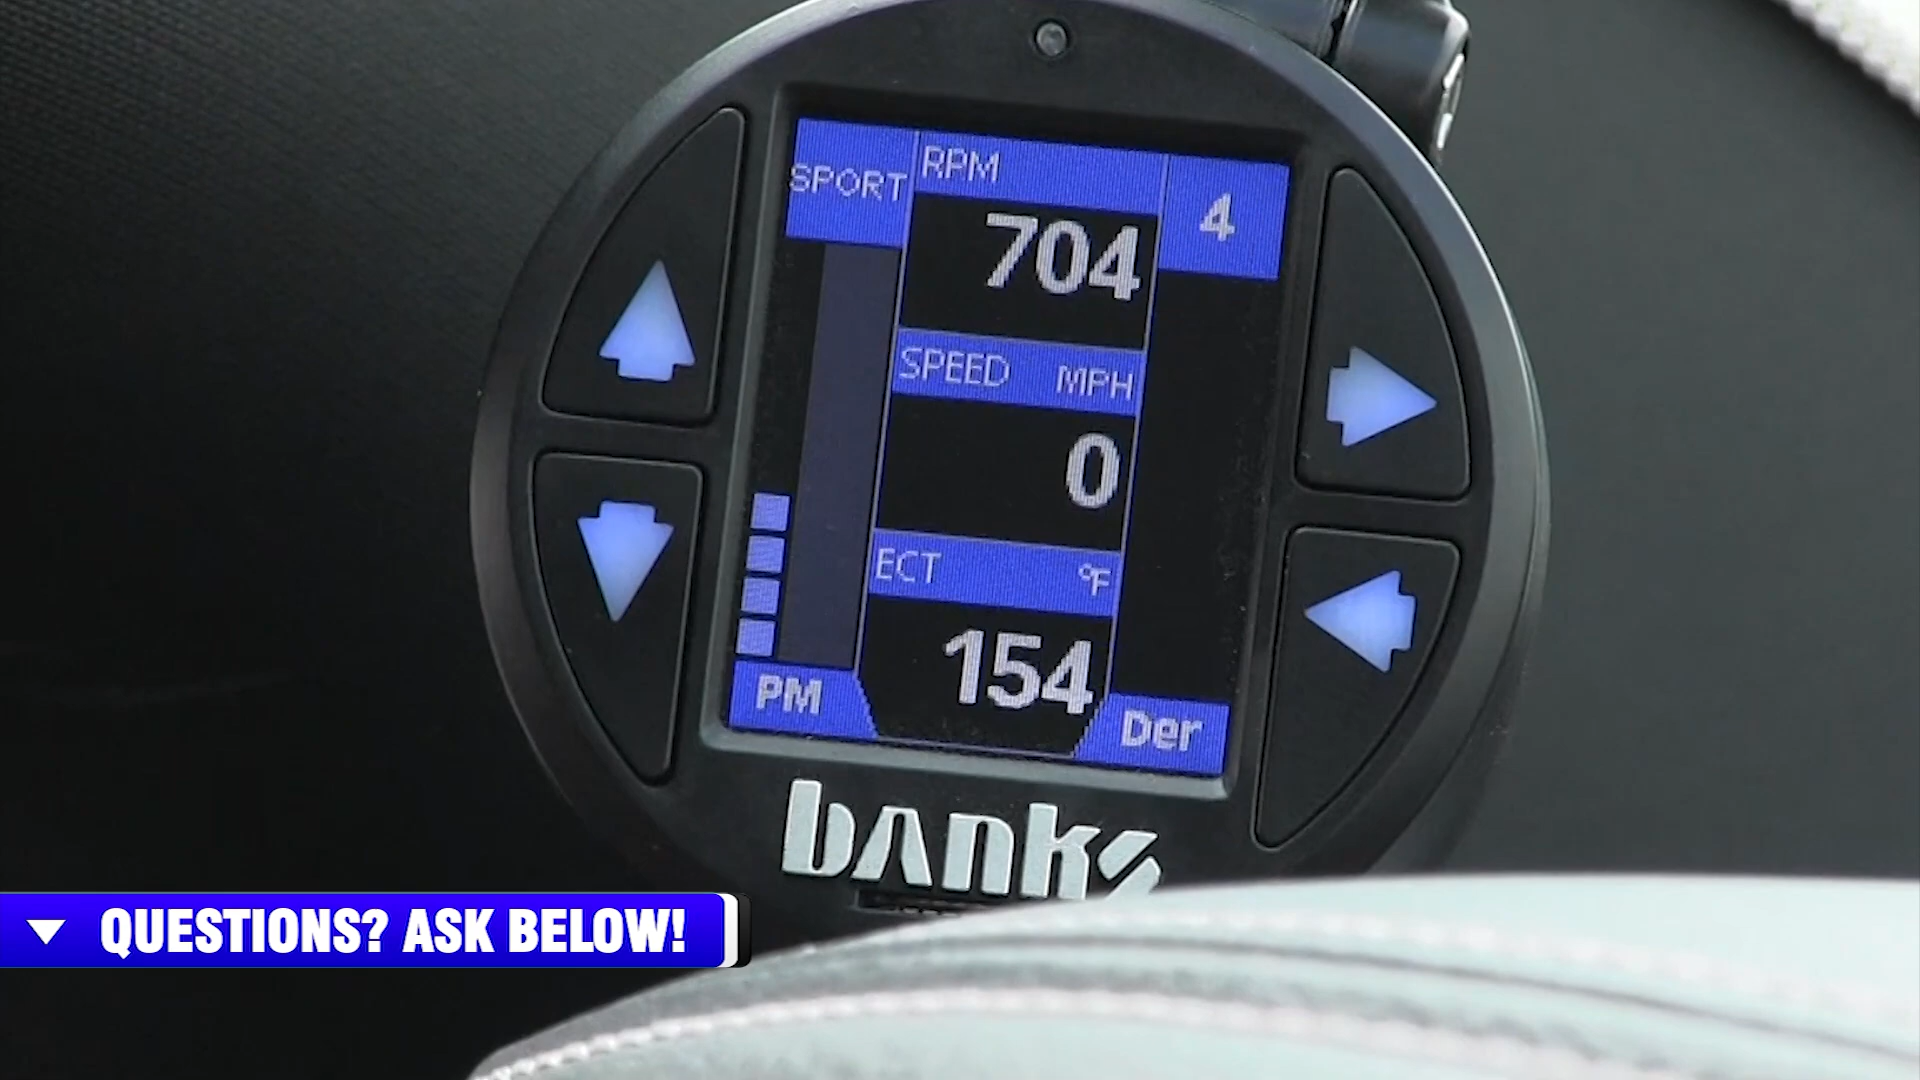 SPORT
RPM
4
704
SPEED MPH
0
ECT °F
154
PM
Der
banks
QUESTIONS? ASK BELOW!